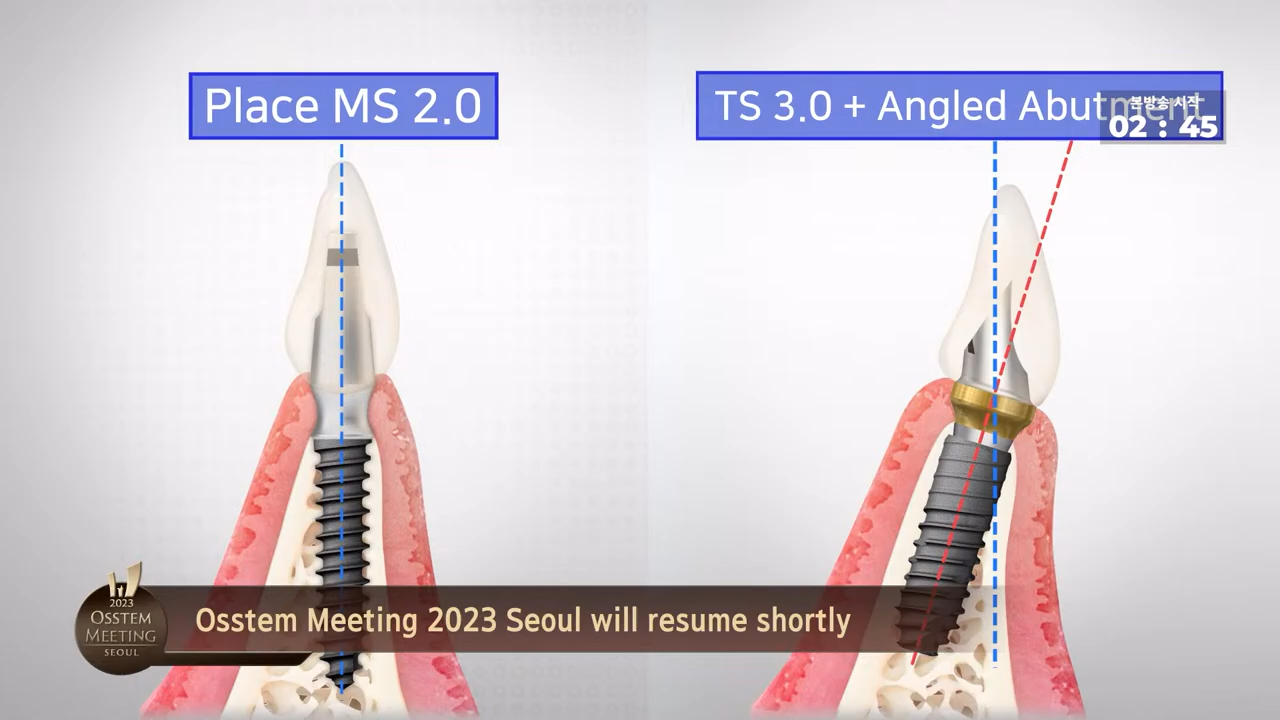 Place MS 2.0
TS 3.0 + Angled Abutment
본방송 시작
02 : 45
2023
OSSTEM
MEETING
SEOUL
Osstem Meeting 2023 Seoul will resume shortly